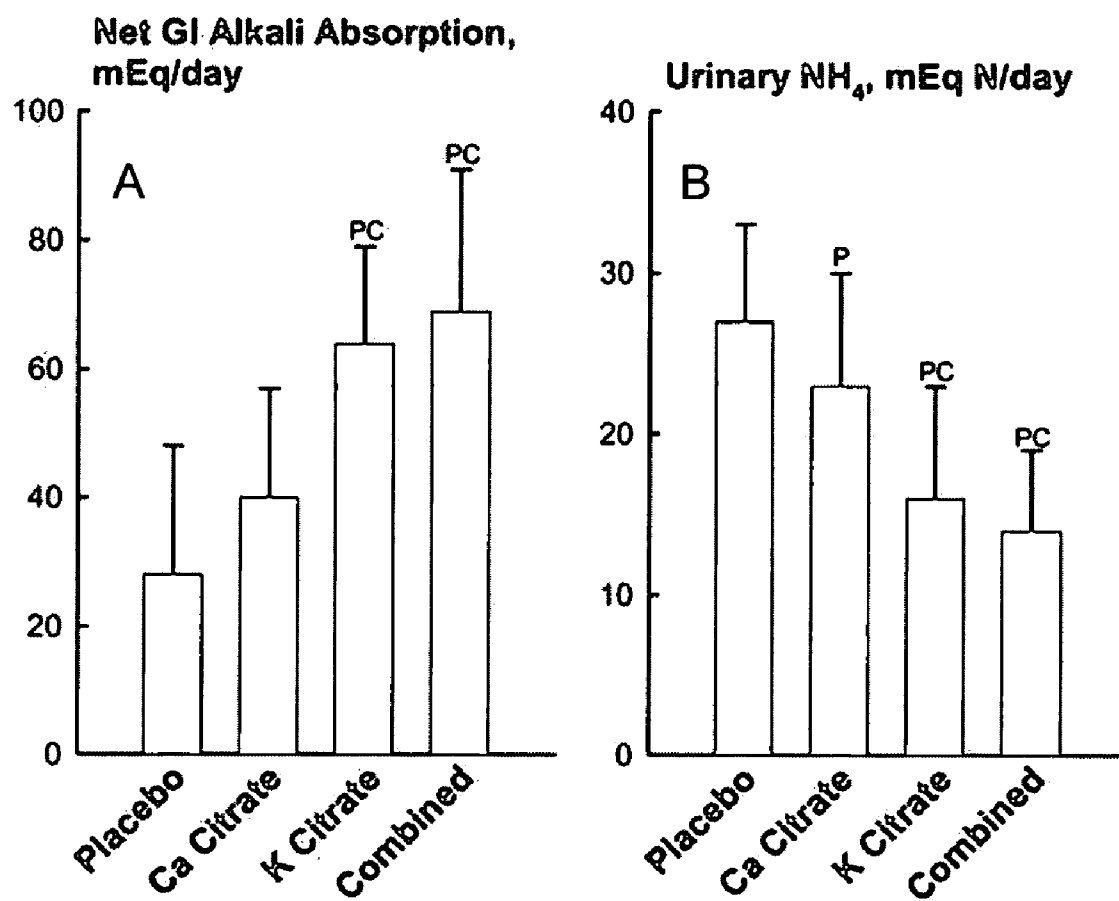 Net GI Alkali Absorption,
mEq/day
100
80
60
40
20
0
A
PC
PC
Placebo
Ca Citrate
K Citrate
Combined
Urinary NH₄, mEq N/day
40
30
20
10
0
B
P
PC
PC
Placebo
Ca Citrate
K Citrate
Combined